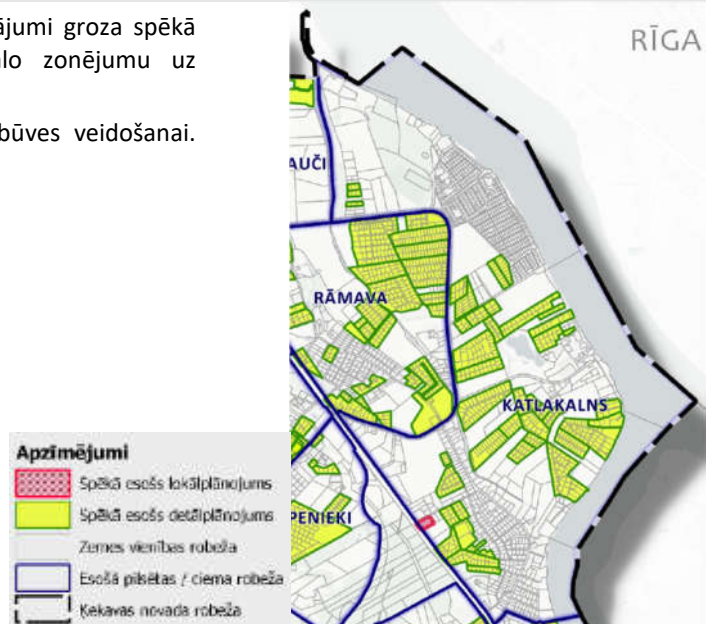 ājumi groza spēkā
alo zonējumu uz
būves veidošanai.
RĪGA
AUČI
RĀMAVA
KATLAKALNS
PENIEKI
Apzīmējumi
Spēkā esošs lokālplānojums
Spēkā esošs detālplānojums
Zemes vienības robeža
Esošā pilsētas / ciema robeža
Ķekavas novada robeža